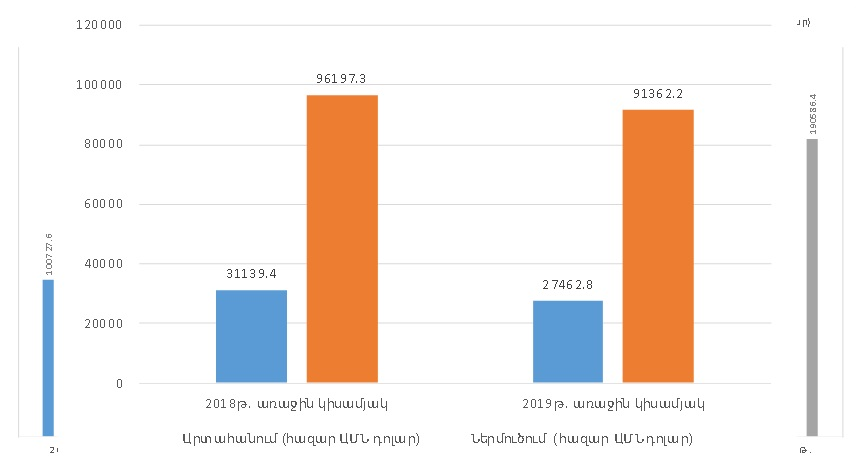 120000
100000
80000
60000
40000
20000
0
96197.3
91362.2
31139.4
27462.8
2018թ. առաջին կիսամյակ
2019թ. առաջին կիսամյակ
Արտահանում (հազար ԱՄՆ դոլար)
Ներմուծում (հազար ԱՄՆ դոլար)
100727.6
190586.4
թ.